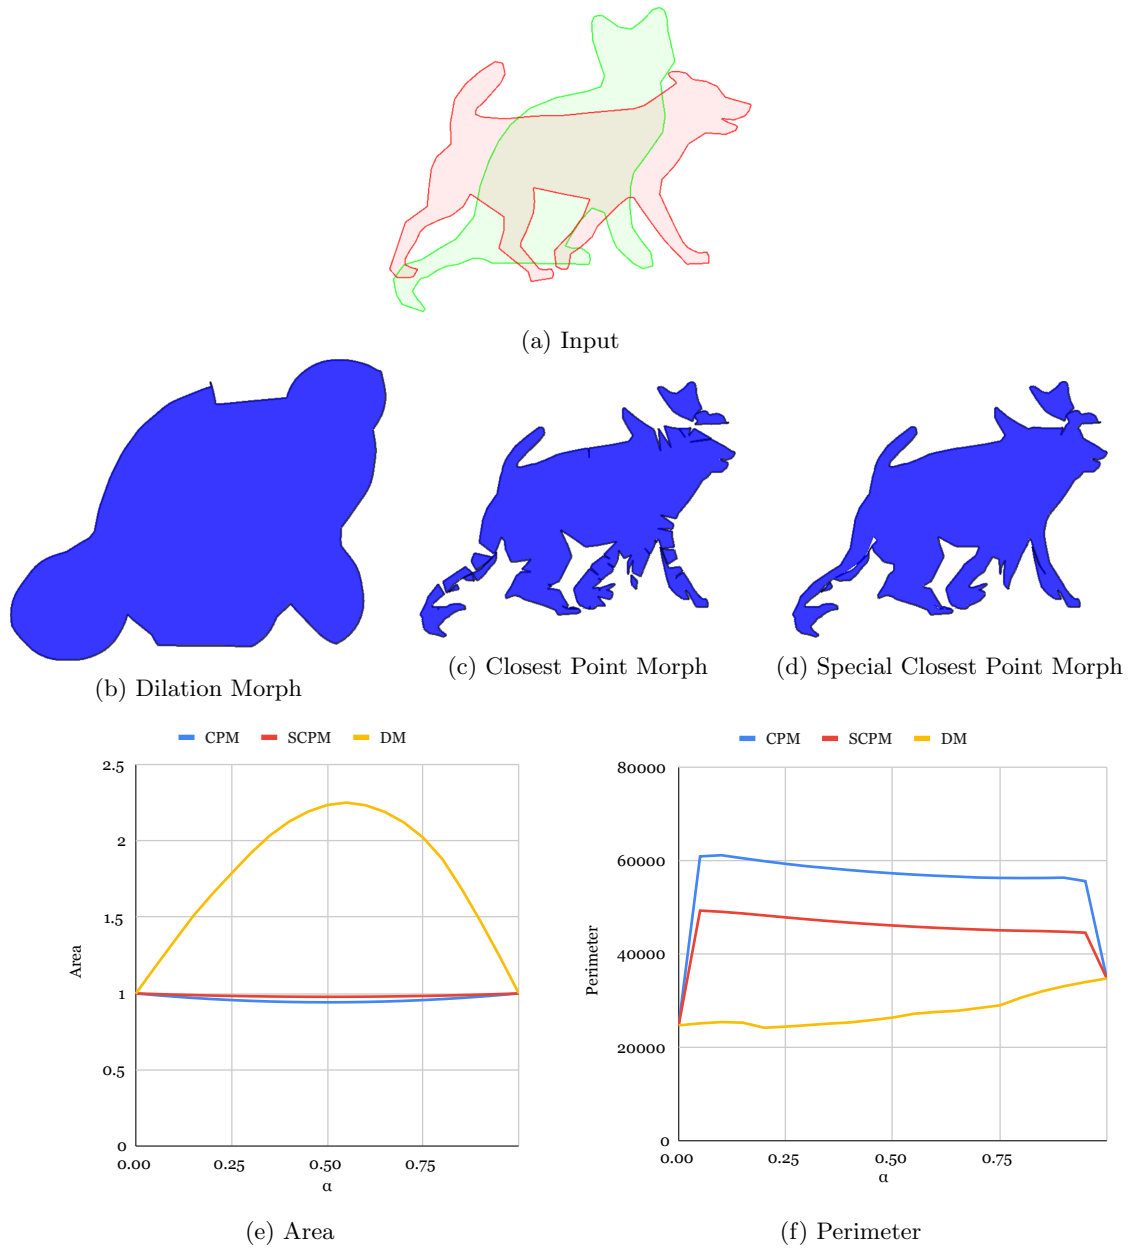 (a) Input
(b) Dilation Morph
(c) Closest Point Morph
(d) Special Closest Point Morph
CPM SCPM DM
2.5
2
1.5
1
0.5
0
Area
0.00 0.25 0.50 0.75
α
(e) Area
CPM SCPM DM
80000
60000
40000
20000
0
Perimeter
0.00 0.25 0.50 0.75
α
(f) Perimeter